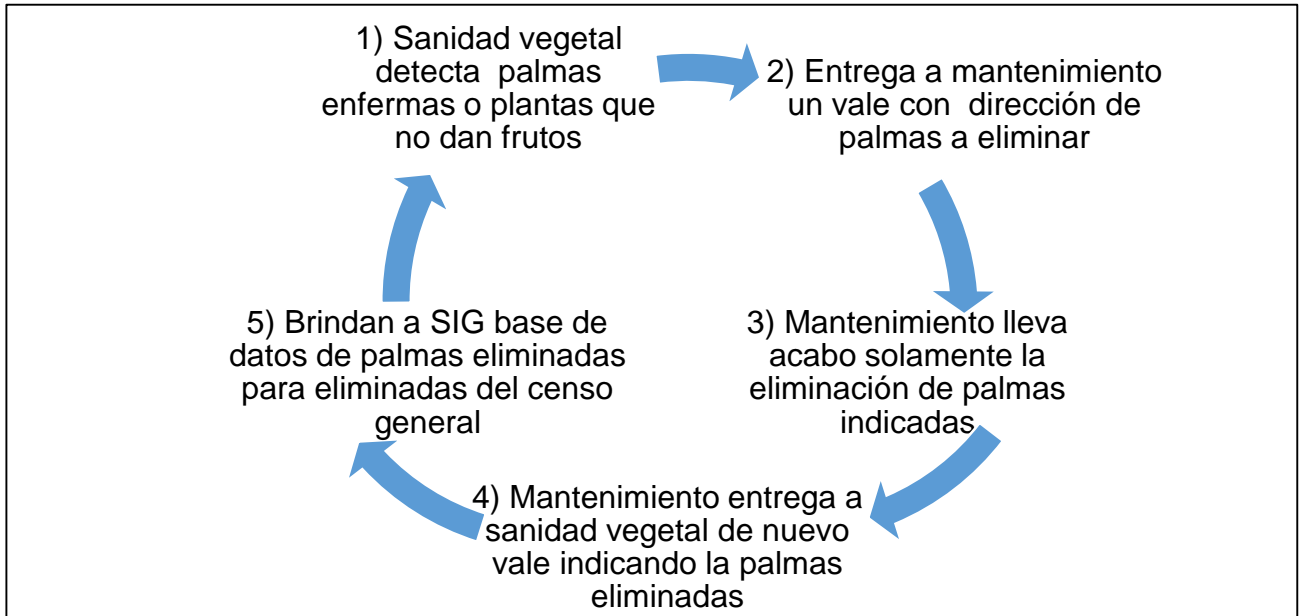 1) Sanidad vegetal
detecta palmas
enfermas o plantas que
no dan frutos
2) Entrega a mantenimiento
un vale con dirección de
palmas a eliminar
3) Mantenimiento lleva
acabo solamente la
eliminación de palmas
indicadas
4) Mantenimiento entrega a
sanidad vegetal de nuevo
vale indicando la palmas
eliminadas
5) Brindan a SIG base de
datos de palmas eliminadas
para eliminadas del censo
general